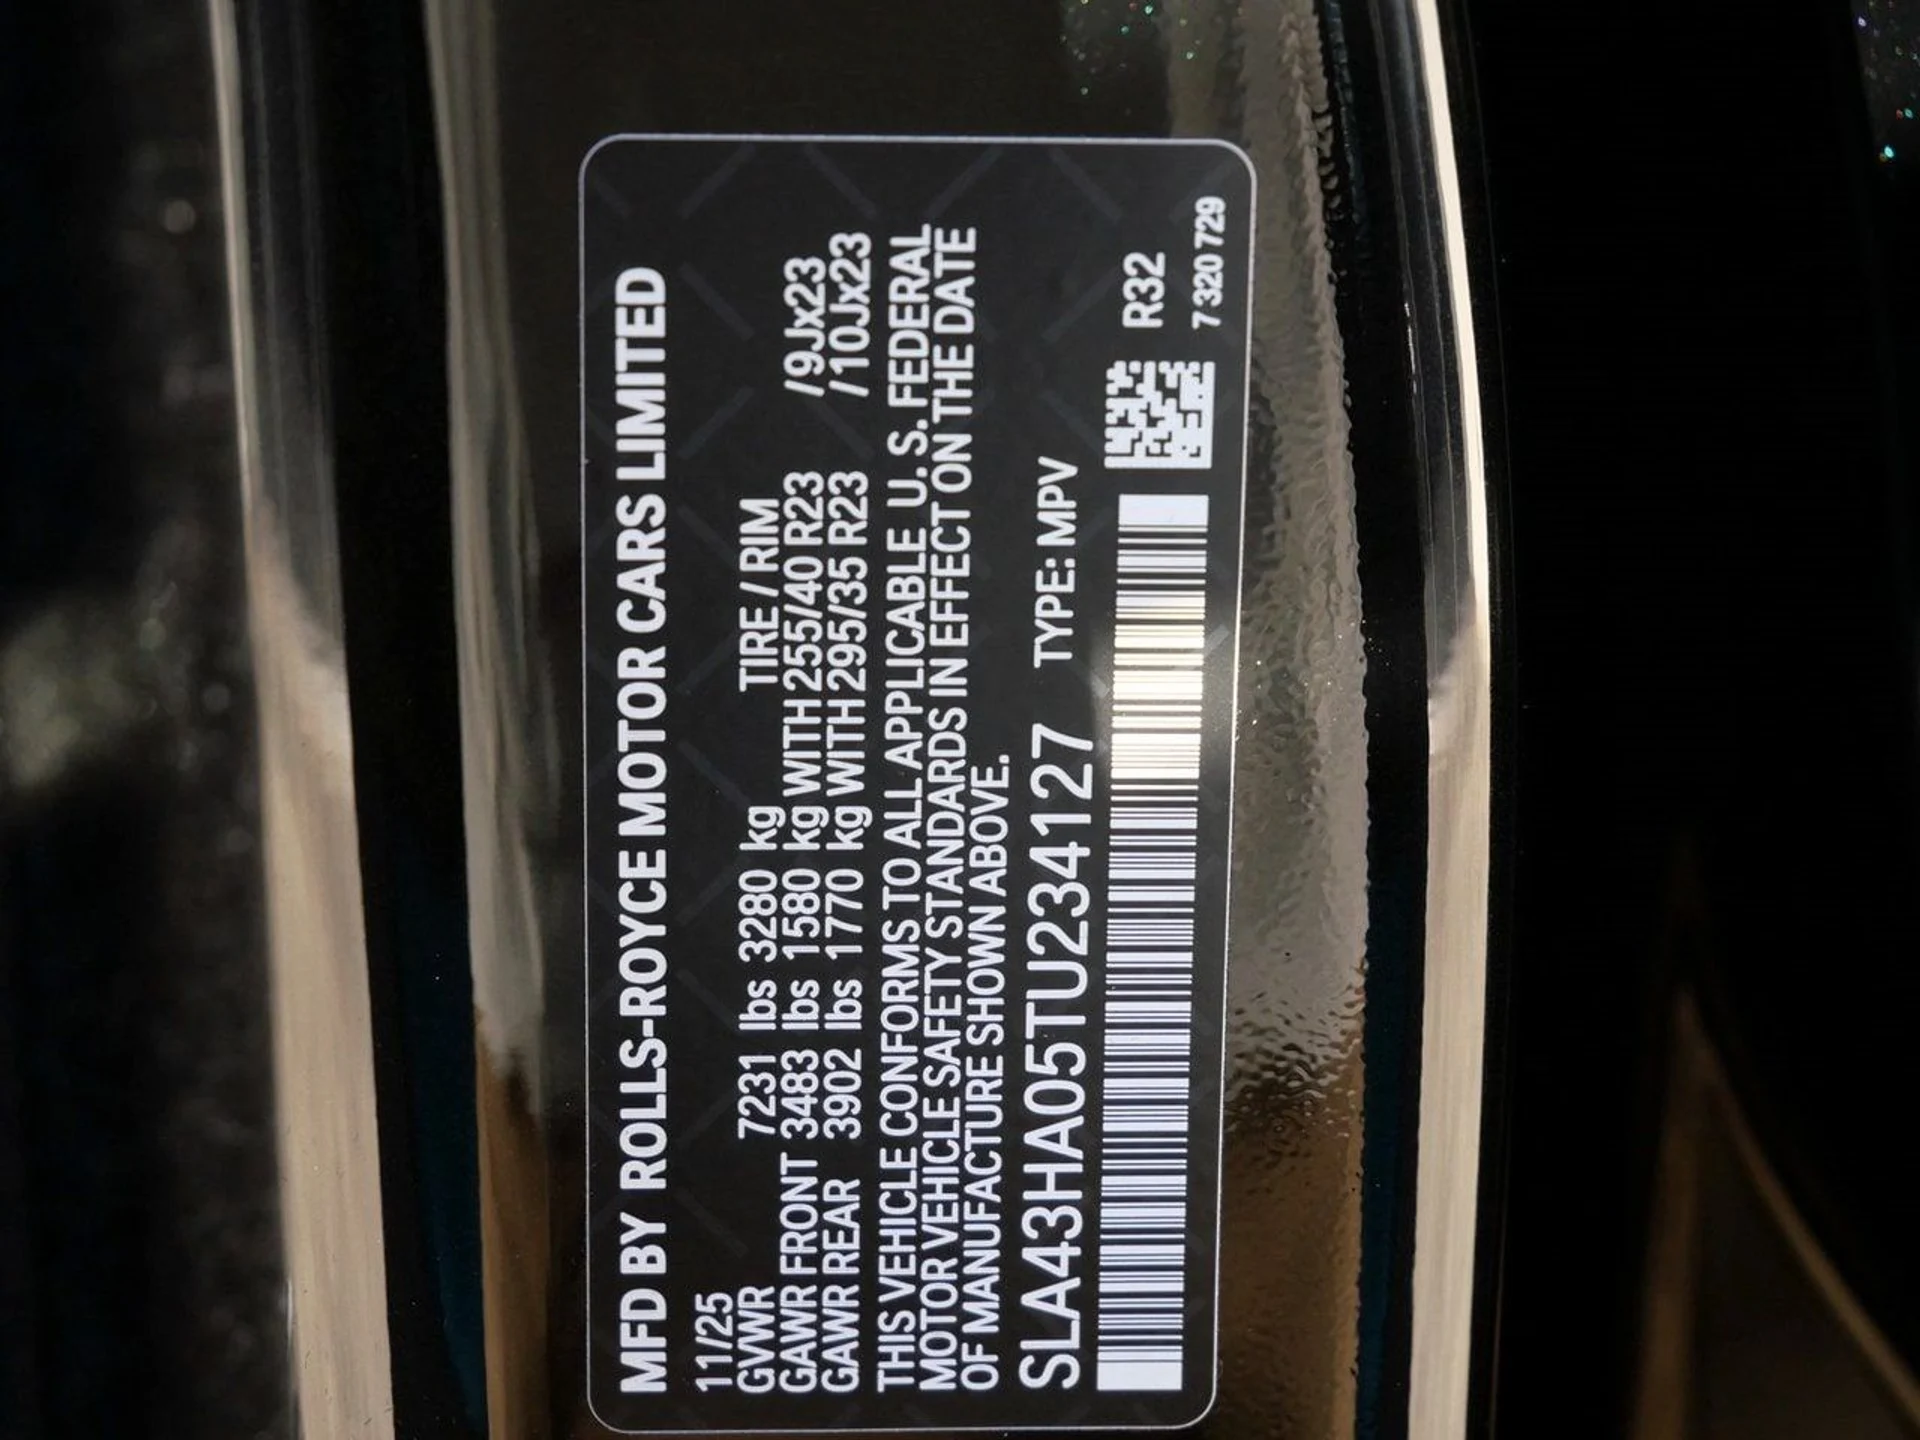 MFD BY ROLLS-ROYCE MOTOR CARS LIMITED
11/25
GVWR 7231 lbs 3280 kg TIRE / RIM
GAWR FRONT 3483 lbs 1580 kg WITH 255/40 R23 /9Jx23
GAWR REAR 3902 lbs 1770 kg WITH 295/35 R23 /10Jx23
THIS VEHICLE CONFORMS TO ALL APPLICABLE U.S. FEDERAL
MOTOR VEHICLE SAFETY STANDARDS IN EFFECT ON THE DATE
OF MANUFACTURE SHOWN ABOVE.
SLA43HA05TU234127 TYPE: MPV
R32
7 320 729